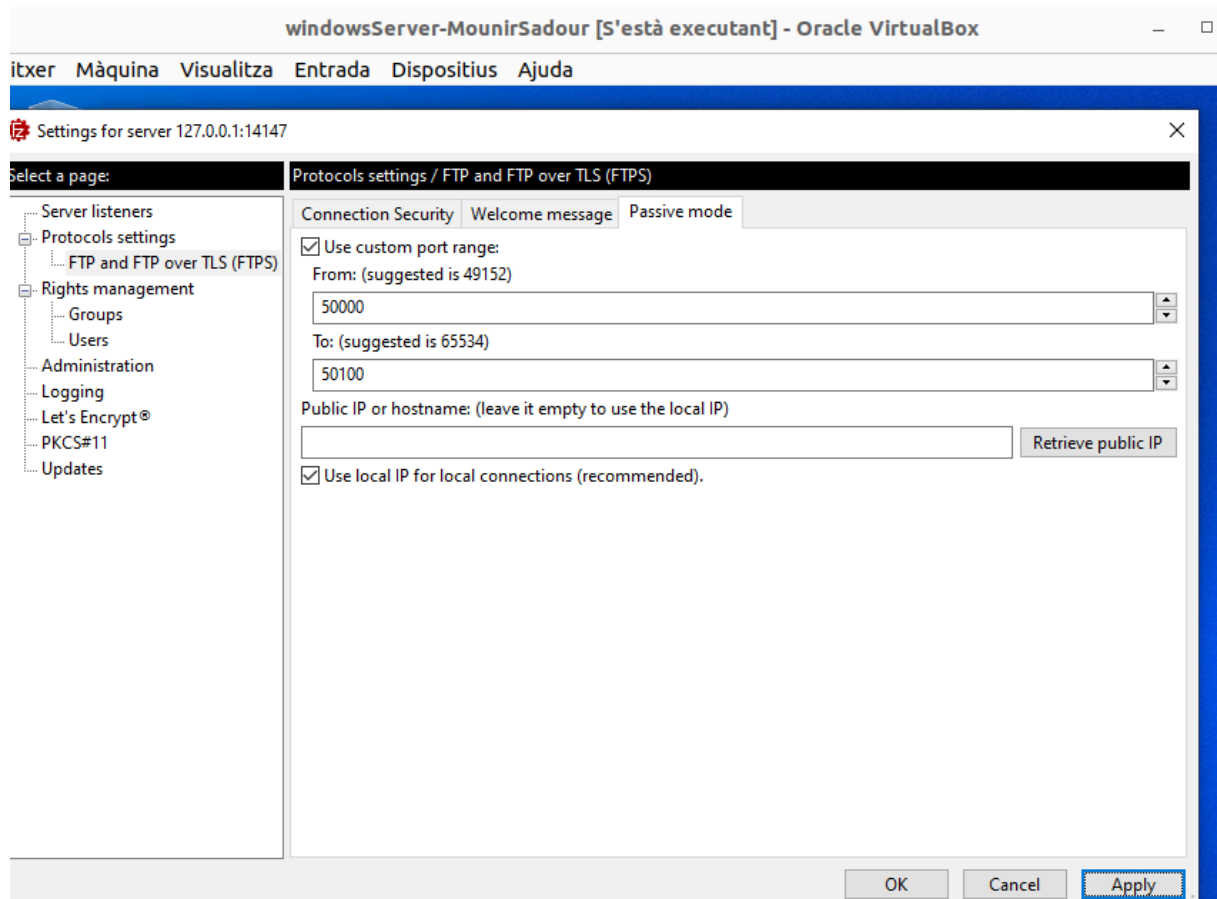 windowsServer-MounirSadour [S'està executant] - Oracle VirtualBox
itxer Màquina Visualitza Entrada Dispositius Ajuda
Settings for server 127.0.0.1:14147
Select a page:
Server listeners
Protocols settings
FTP and FTP over TLS (FTPS)
Rights management
Groups
Users
Administration
Logging
Let's Encrypt®
PKCS#11
Updates
Protocols settings / FTP and FTP over TLS (FTPS)
Connection Security Welcome message Passive mode
Use custom port range:
From: (suggested is 49152)
50000
To: (suggested is 65534)
50100
Public IP or hostname: (leave it empty to use the local IP)
Retrieve public IP
Use local IP for local connections (recommended).
OK Cancel Apply